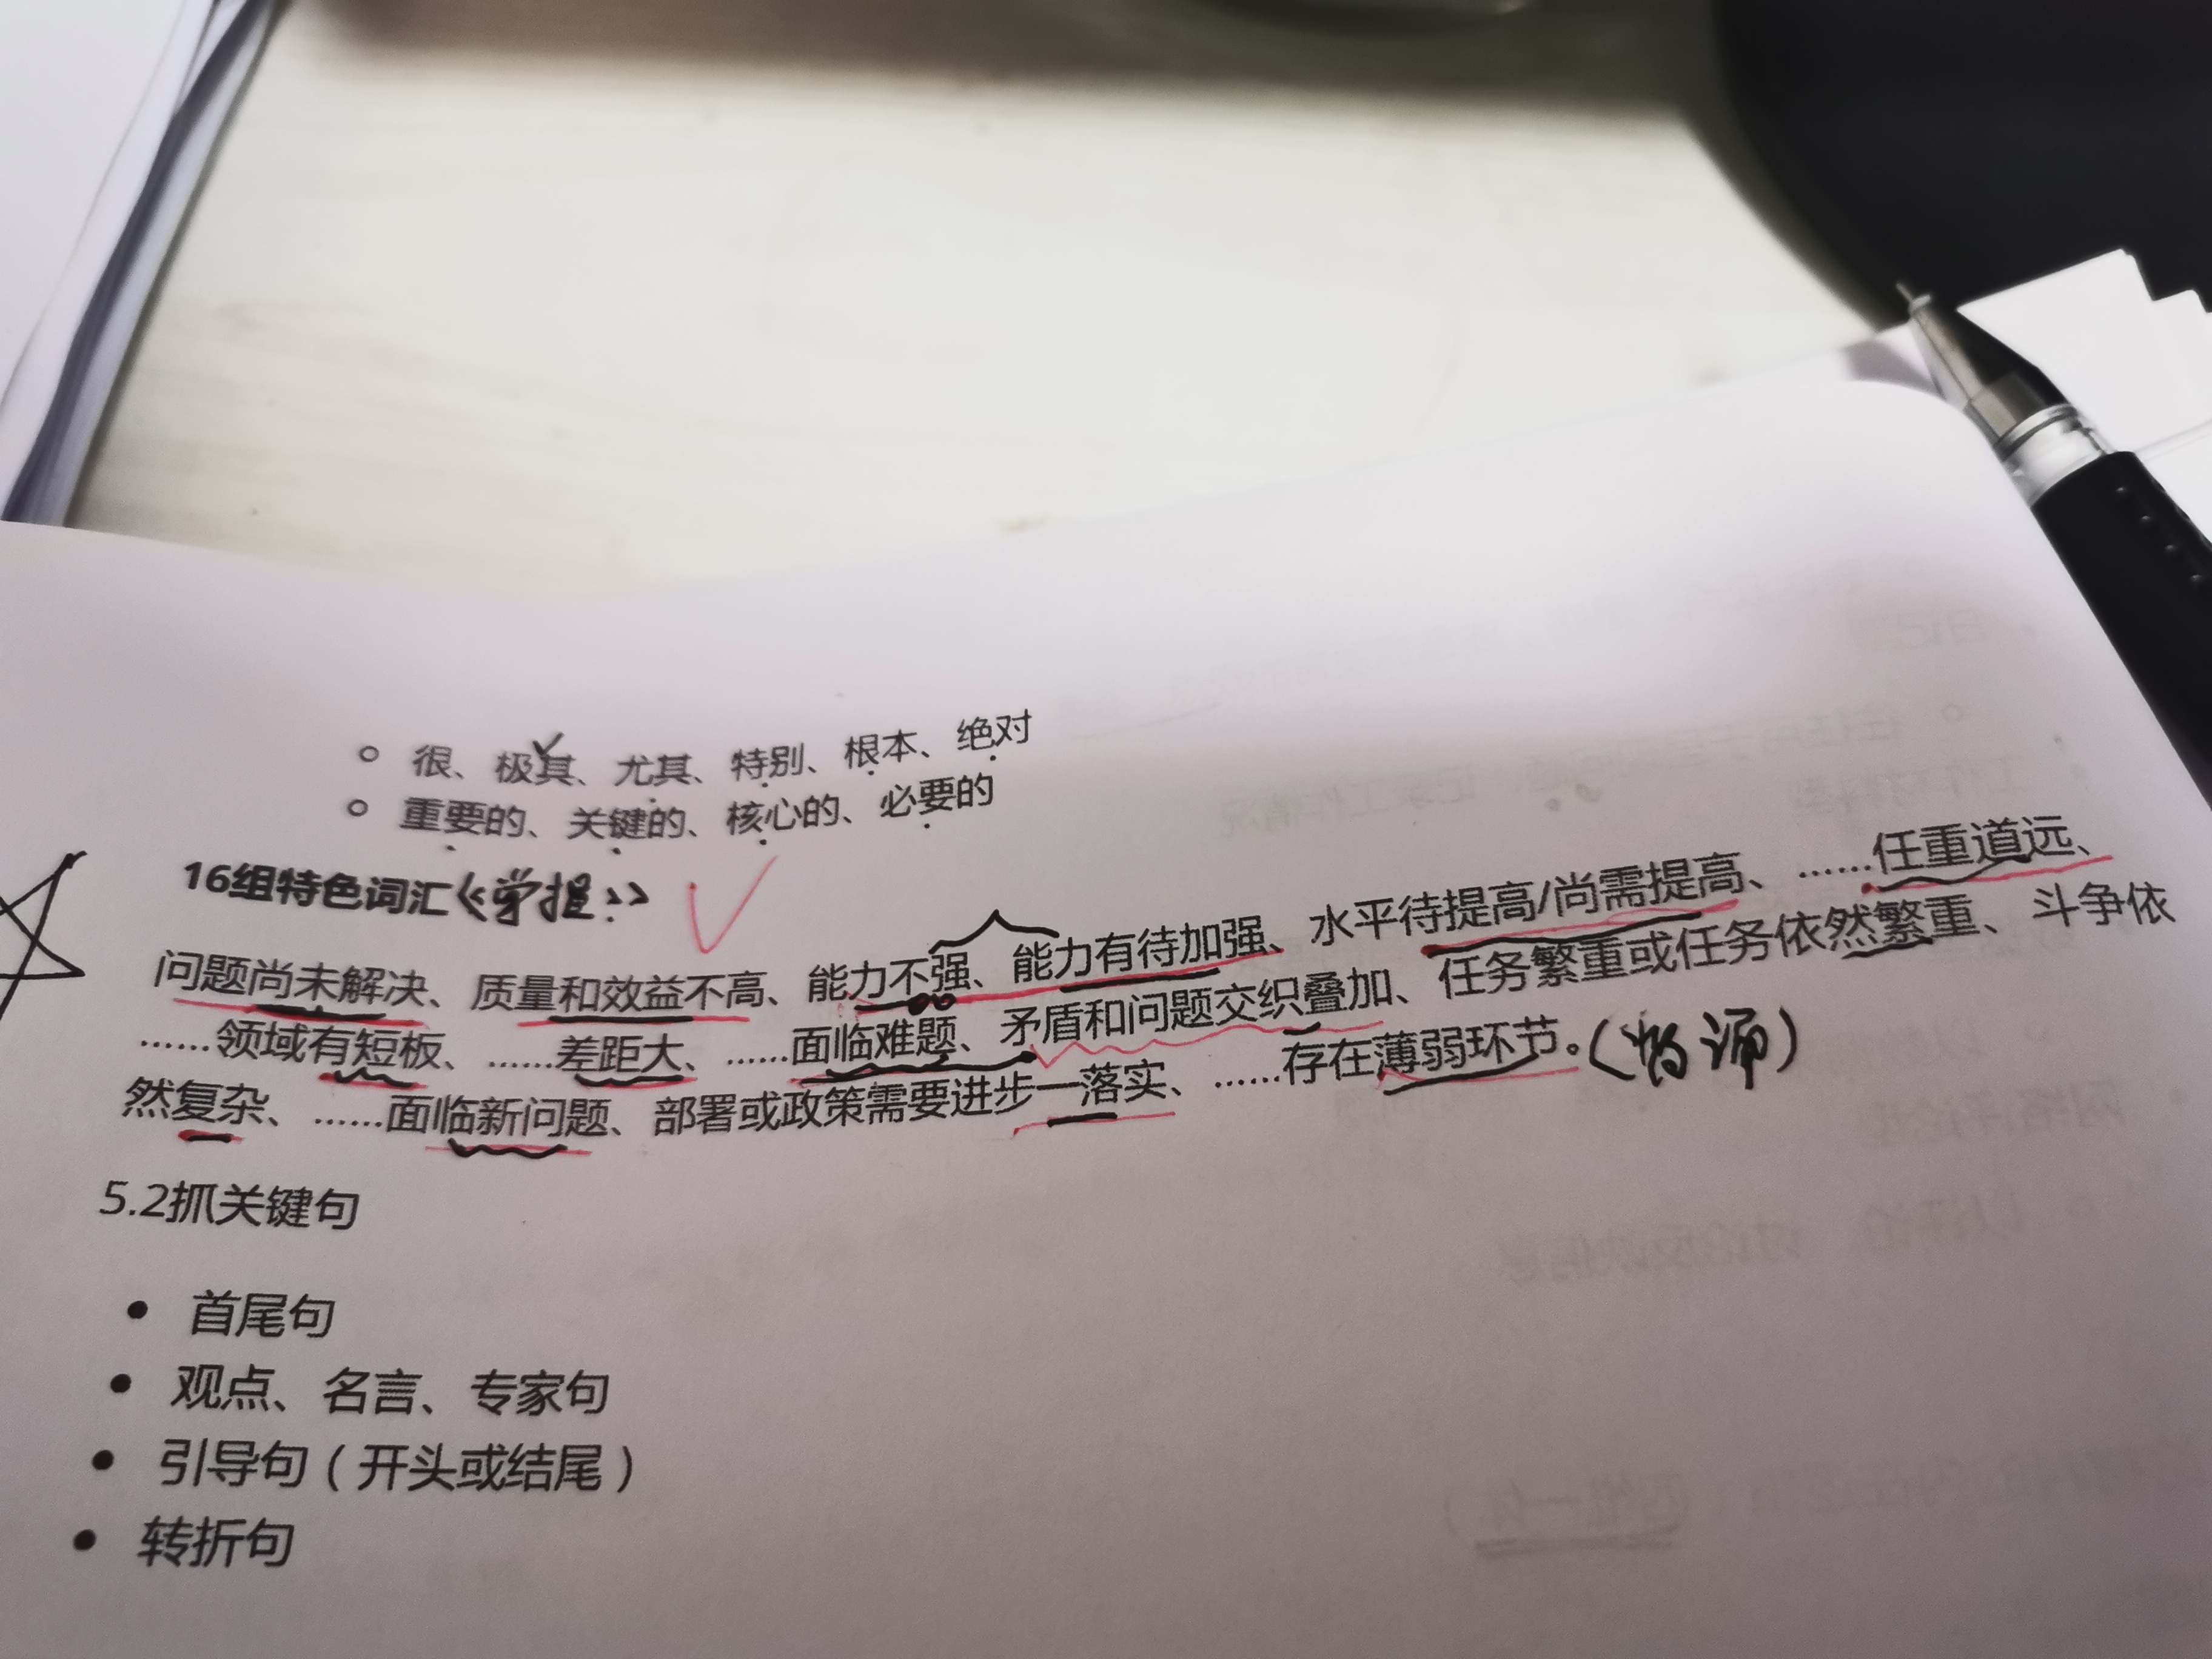 很、极其、尤其、特别、根本、绝对
重要的、关键的、核心的、必要的
16组特色词汇
问题尚未解决、质量和效益不高、能力不强、能力有待加强、水平待提高/尚需提高、……任重道远、
……领域有短板、……差距大、……面临难题、矛盾和问题交织叠加、任务繁重或任务依然繁重、斗争依
然复杂、……面临新问题、部署或政策需要进步一落实、……存在薄弱环节。
5.2抓关键句
首尾句
观点、名言、专家句
引导句（开头或结尾）
转折句